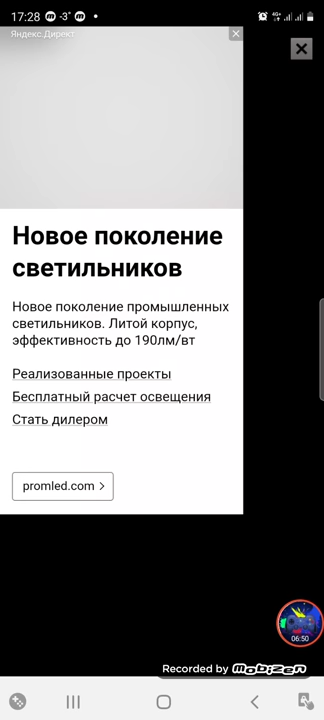 17:28 -3° 4G+
Яндекс.Директ
Новое поколение
светильников
Новое поколение промышленных
светильников. Литой корпус,
эффективность до 190лм/вт
Реализованные проекты
Бесплатный расчет освещения
Стать дилером
promled.com
06:50
Recorded by mobizen